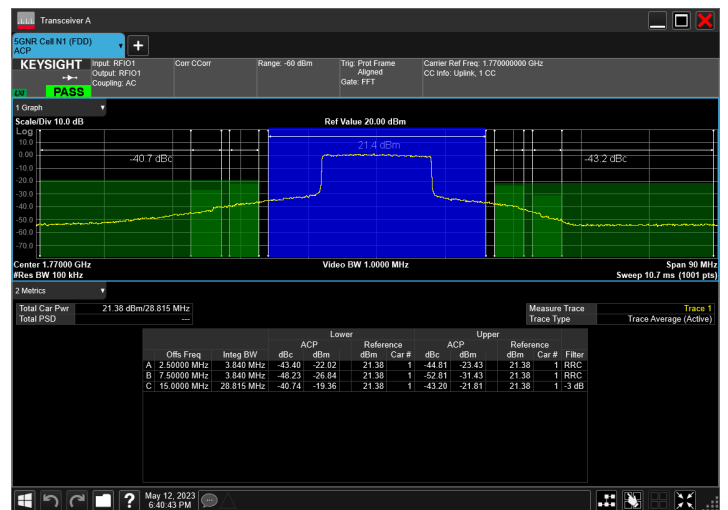 Transceiver A
5GNR Cell N1 (FDD)
ACP
KEYSIGHT
LXI
PASS
Input: RFIO1
Output: RFIO1
Coupling: AC
Corr CCorr
Range: -60 dBm
Trig: Prot Frame
Aligned
Gate: FFT
Carrier Ref Freq: 1.770000000 GHz
CC Info: Uplink, 1 CC
1 Graph
Scale/Div 10.0 dB
Ref Value 20.00 dBm
Log
10.0
0.00
-10.0
-20.0
-30.0
-40.0
-50.0
-60.0
-70.0
-40.7 dBc
21.4 dBm
-43.2 dBc
Center 1.77000 GHz
Video BW 1.0000 MHz
Span 90 MHz
#Res BW 100 kHz
Sweep 10.7 ms (1001 pts)
2 Metrics
Total Car Pwr 21.38 dBm/28.815 MHz
Total PSD ---
Measure Trace Trace 1
Trace Type Trace Average (Active)
Lower Upper
ACP Reference ACP Reference
Offs Freq Integ BW dBc dBm dBm Car # dBc dBm dBm Car # Filter
A 2.50000 MHz 3.840 MHz -43.40 -22.02 21.38 1 -44.81 -23.43 21.38 1 RRC
B 7.50000 MHz 3.840 MHz -48.23 -26.84 21.38 1 -52.81 -31.43 21.38 1 RRC
C 15.0000 MHz 28.815 MHz -40.74 -19.36 21.38 1 -43.20 -21.81 21.38 1 -3 dB
May 12, 2023
6:40:43 PM